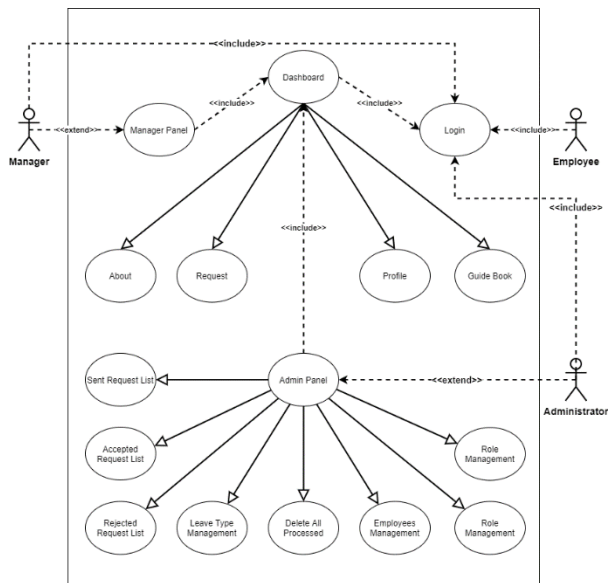 <<include>>
Dashboard
<<include>>
<<include>>
Manager
<<extend>>
Manager Panel
Login
<<include>>
Employee
<<include>>
<<include>>
About
Request
Profile
Guide Book
Sent Request List
Admin Panel
<<extend>>
Administrator
Accepted
Request List
Role
Management
Rejected
Request List
Leave Type
Management
Delete All
Processed
Employees
Management
Role
Management